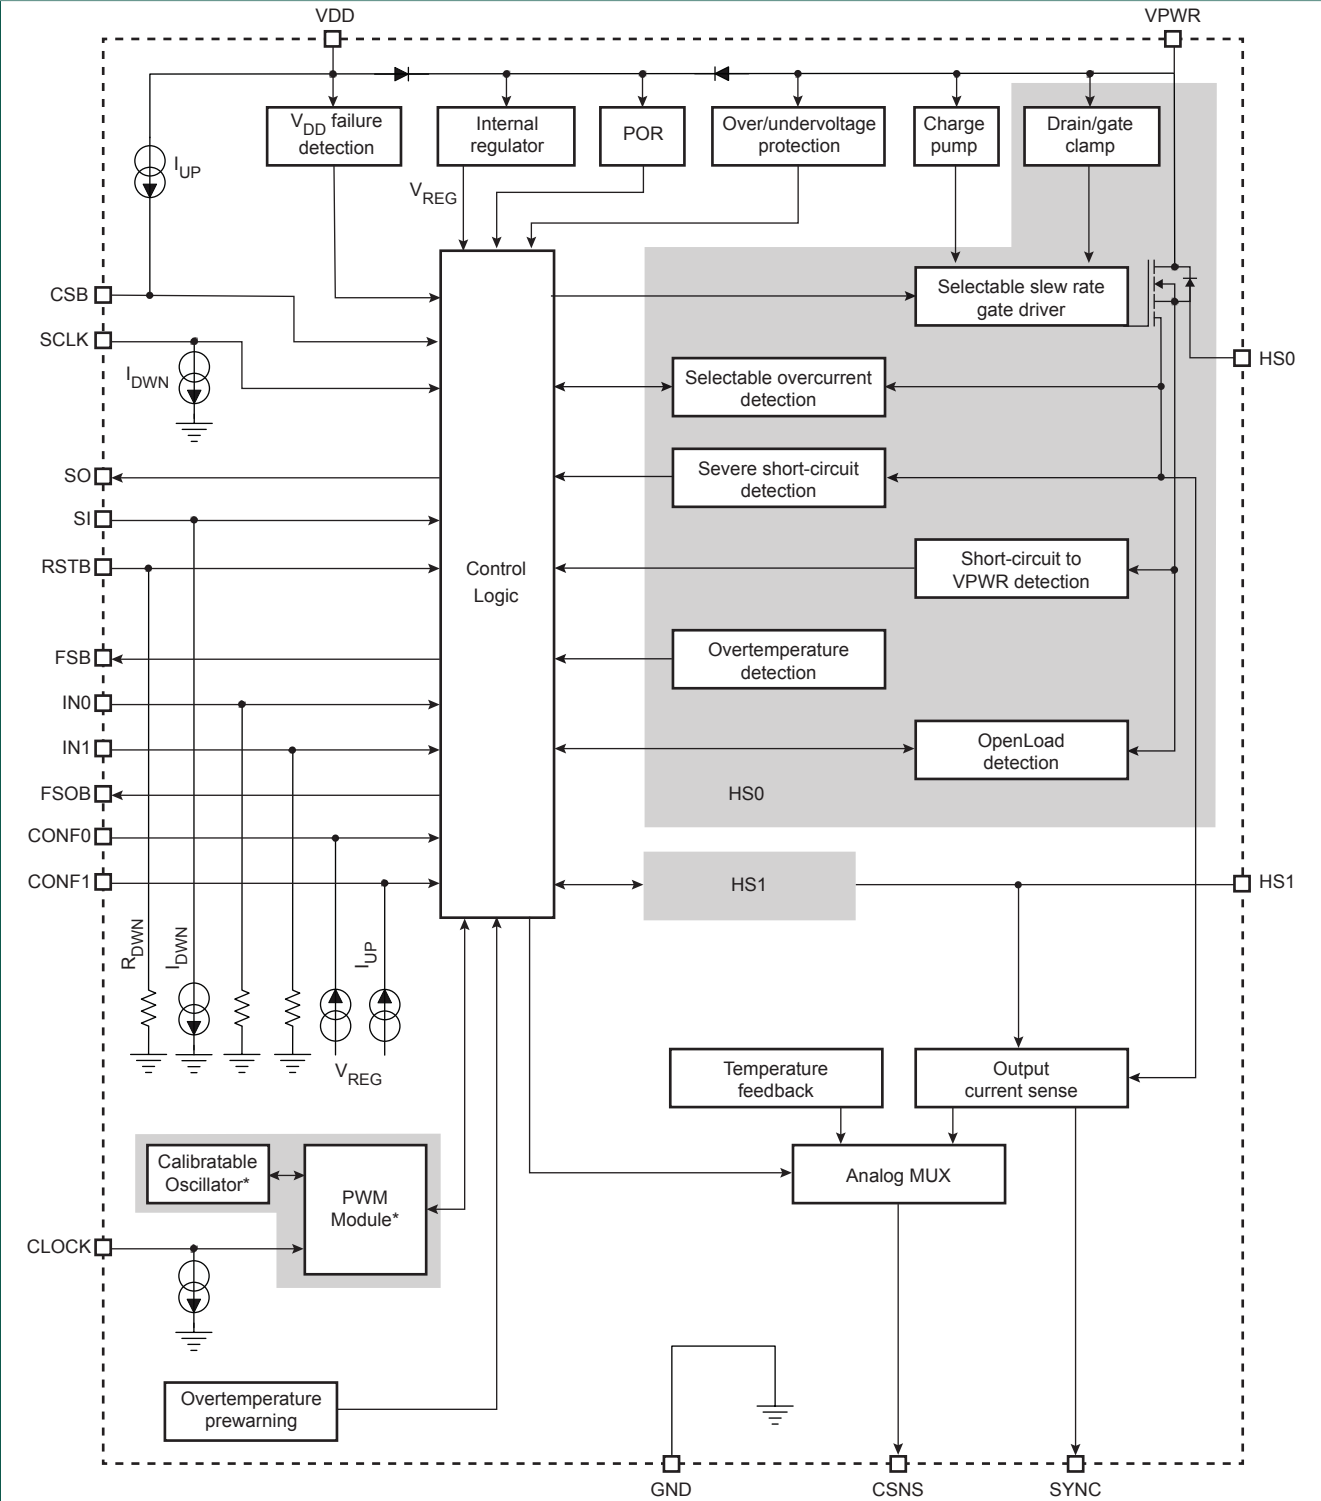 VDD
VPWR
VDD failure
detection
Internal
regulator
POR
Over/undervoltage
protection
Charge
pump
Drain/gate
clamp
IUP
VREG
CSB
SCLK
IDWN
SO
SI
RSTB
FSB
IN0
IN1
FSOB
CONF0
CONF1
Control
Logic
Selectable slew rate
gate driver
Selectable overcurrent
detection
Severe short-circuit
detection
Short-circuit to
VPWR detection
Overtemperature
detection
OpenLoad
detection
HS0
HS0
HS1
HS1
RDWN
IDWN
IUP
VREG
Temperature
feedback
Output
current sense
Analog MUX
Calibratable
Oscillator*
PWM
Module*
CLOCK
Overtemperature
prewarning
GND
CSNS
SYNC